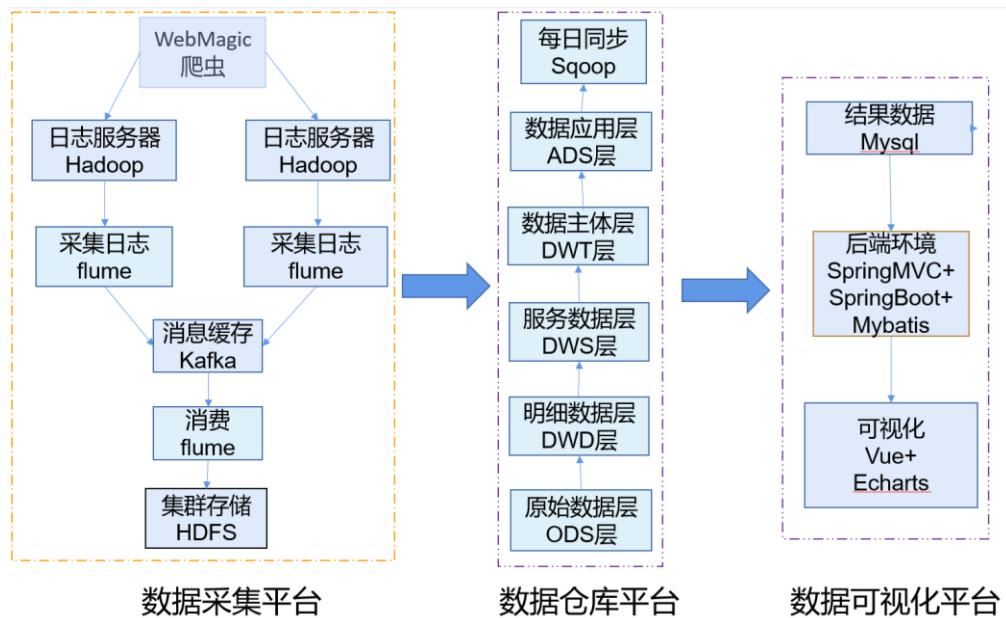 WebMagic
爬虫
日志服务器
Hadoop
日志服务器
Hadoop
采集日志
flume
采集日志
flume
消息缓存
Kafka
消费
flume
集群存储
HDFS
数据采集平台
每日同步
Sqoop
数据应用层
ADS层
数据主体层
DWT层
服务数据层
DWS层
明细数据层
DWD层
原始数据层
ODS层
数据仓库平台
结果数据
Mysql
后端环境
SpringMVC+
SpringBoot+
Mybatis
可视化
Vue+
Echarts
数据可视化平台